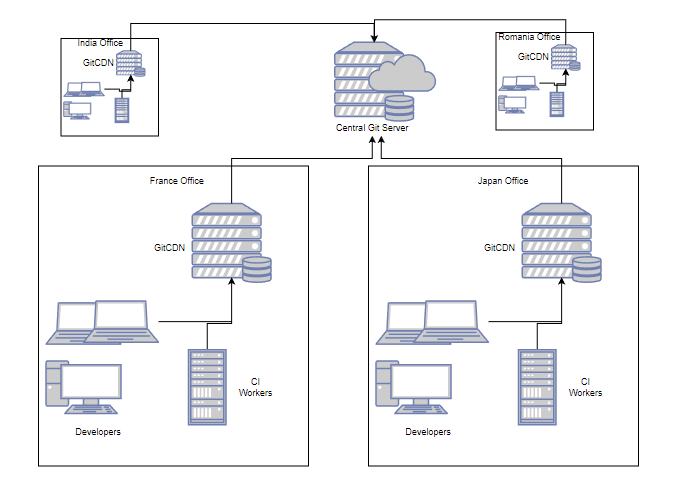 India Office
GitCDN
Romania Office
GitCDN
Central Git Server
France Office
GitCDN
CI
Workers
Developers
Japan Office
GitCDN
CI
Workers
Developers